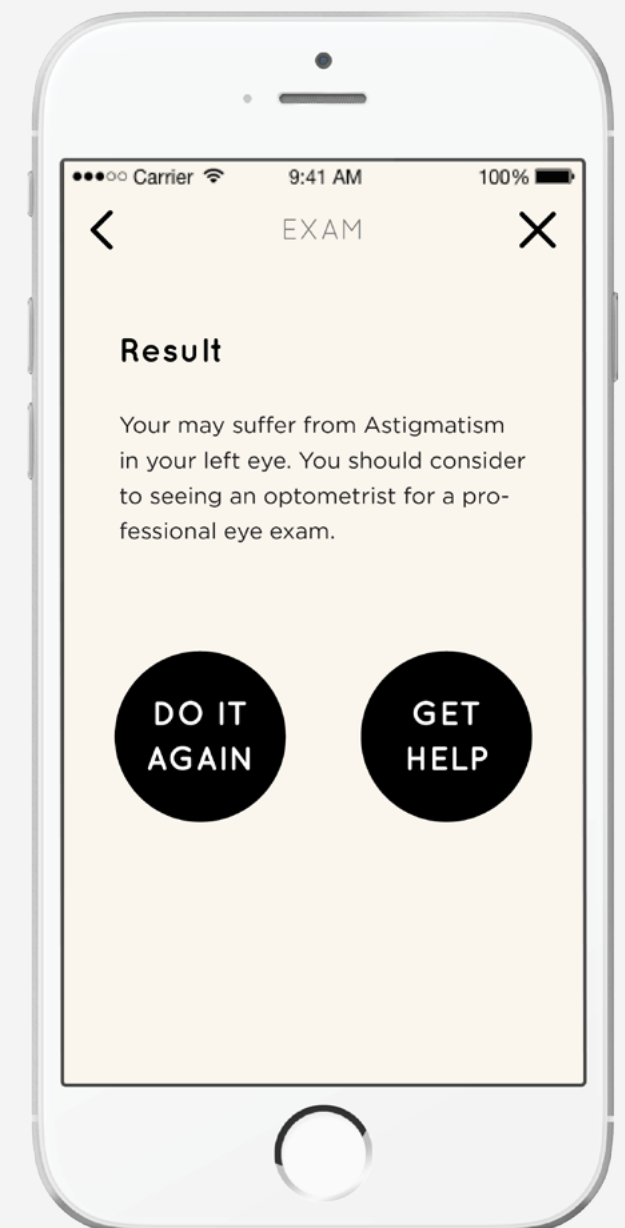 Carrier 9:41 AM 100%
EXAM
Result
Your may suffer from Astigmatism
in your left eye. You should consider
to seeing an optometrist for a pro-
fessional eye exam.
DO IT
AGAIN
GET
HELP